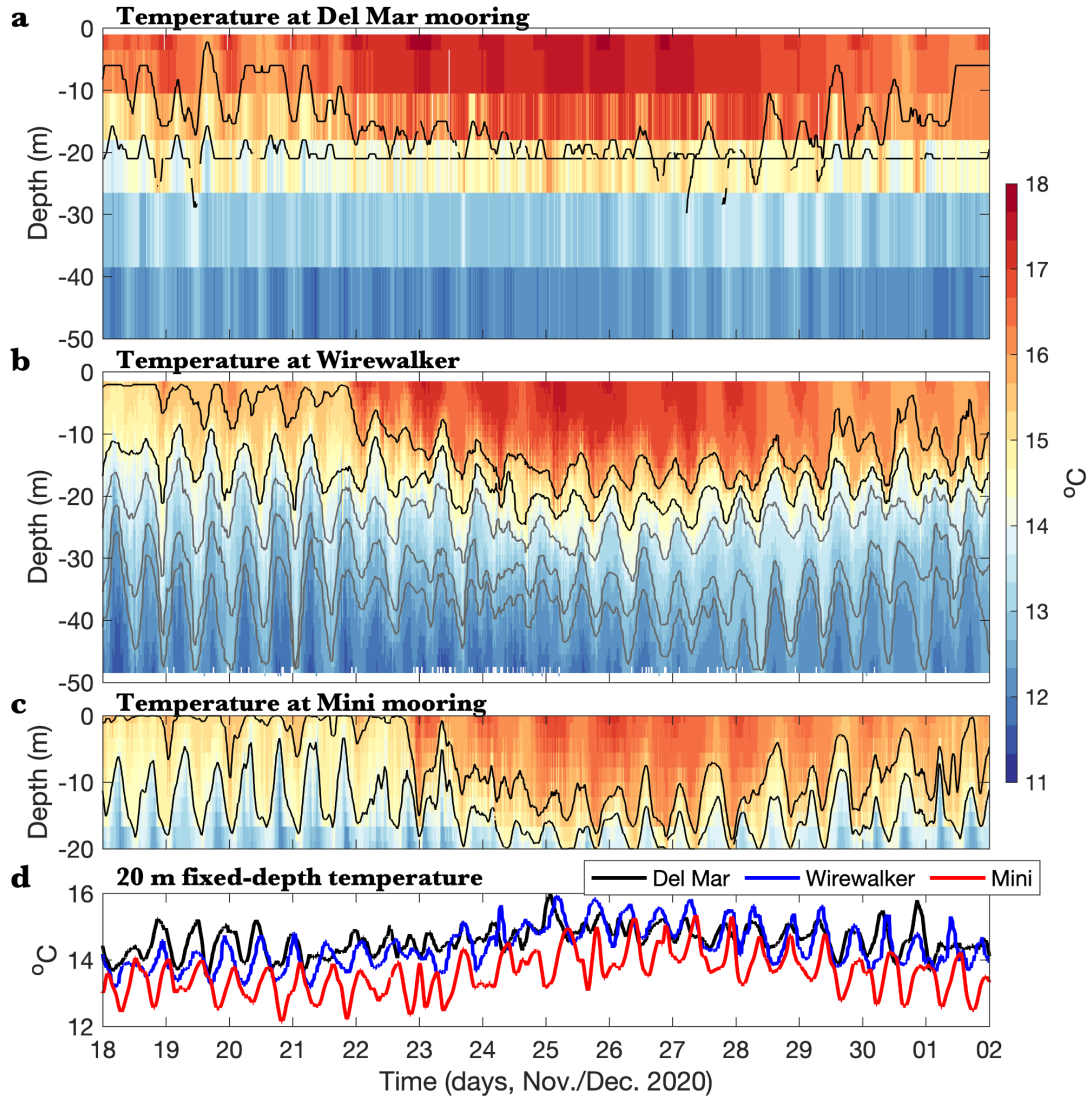 a Temperature at Del Mar mooring
0
-10
-20
-30
-40
-50
Depth (m)
b Temperature at Wirewalker
0
-10
-20
-30
-40
-50
Depth (m)
c Temperature at Mini mooring
0
-10
-20
Depth (m)
18
17
16
15
14
13
12
11
°C
d 20 m fixed-depth temperature
Del Mar Wirewalker Mini
16
14
12
°C
18 19 20 21 22 23 24 25 26 27 28 29 30 01 02
Time (days, Nov./Dec. 2020)